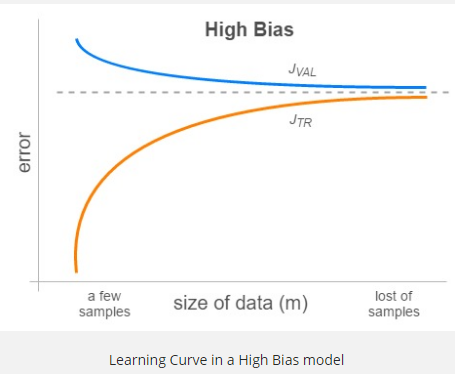 High Bias
JVAL
JTR
error
a few
samples
size of data (m)
lost of
samples
Learning Curve in a High Bias model